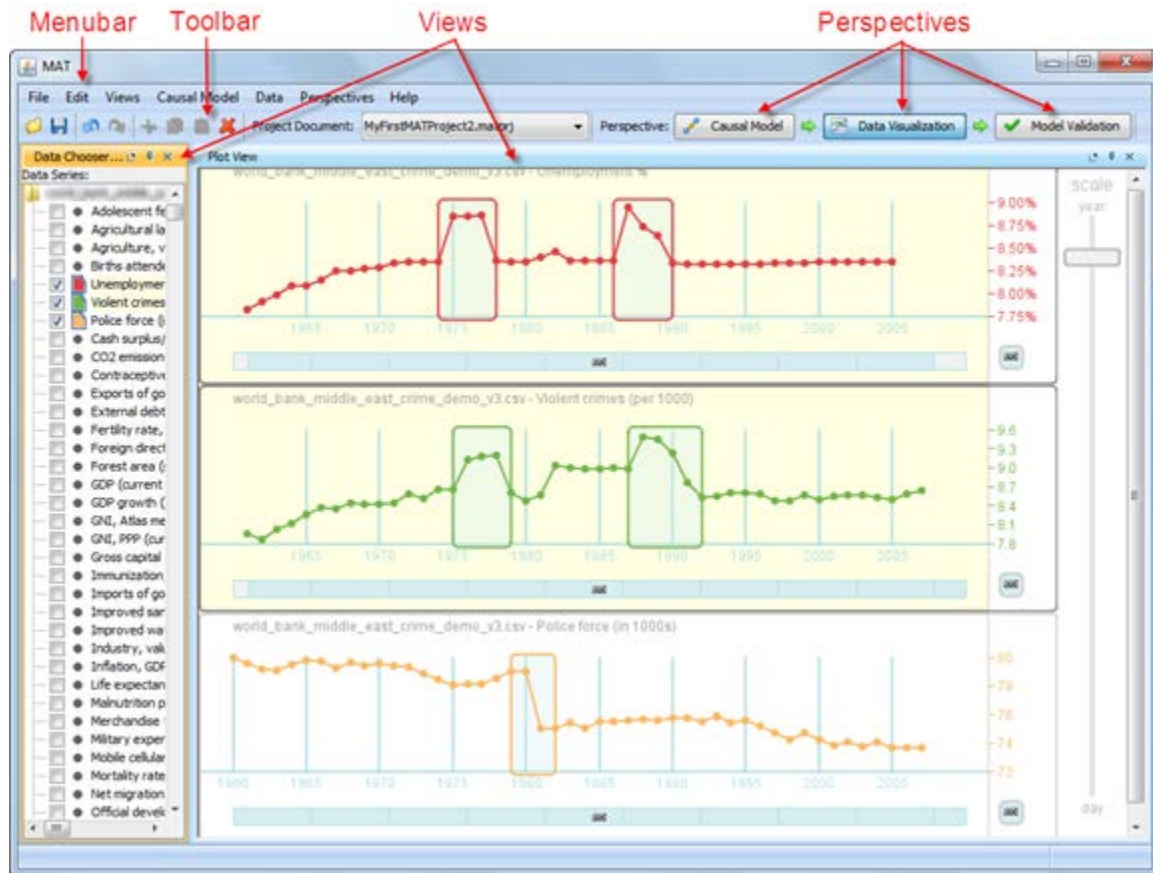 Menubar Toolbar Views Perspectives
MAT
File Edit Views Causal Model Data Perspectives Help
Project Document: MyFirstMATProject2.matprj Perspective: Causal Model Data Visualization Model Validation
Data Chooser...
Plot View
Data Series:
Adolescent fe
Agricultural la
Agriculture, v
Births attende
Unemploymer
Violent crimes
Police force (i
Cash surplus/
CO2 emission
Contraceptive
Exports of go
External debt
Fertility rate,
Foreign direct
Forest area (s
GDP (current
GDP growth (
GNI, Atlas me
GNI, PPP (cur
Gross capital
Immunization,
Imports of go
Improved san
Improved wa
Industry, valu
Inflation, GDP
Life expectan
Malnutrition p
Merchandise
Military exper
Mobile cellular
Mortality rate
Net migration
Official develo
world_bank_middle_east_crime_demo_v3.csv - Unemployment %
9.00%
8.75%
8.50%
8.25%
8.00%
7.75%
1965 1970 1975 1980 1985 1990 1995 2000 2005
world_bank_middle_east_crime_demo_v3.csv - Violent crimes (per 1000)
9.6
9.3
9.0
8.7
8.4
8.1
7.8
1965 1970 1975 1980 1985 1990 1995 2000 2005
world_bank_middle_east_crime_demo_v3.csv - Police force (in 1000s)
80
78
76
74
72
1960 1965 1970 1975 1980 1985 1990 1995 2000 2005
scale
year
day